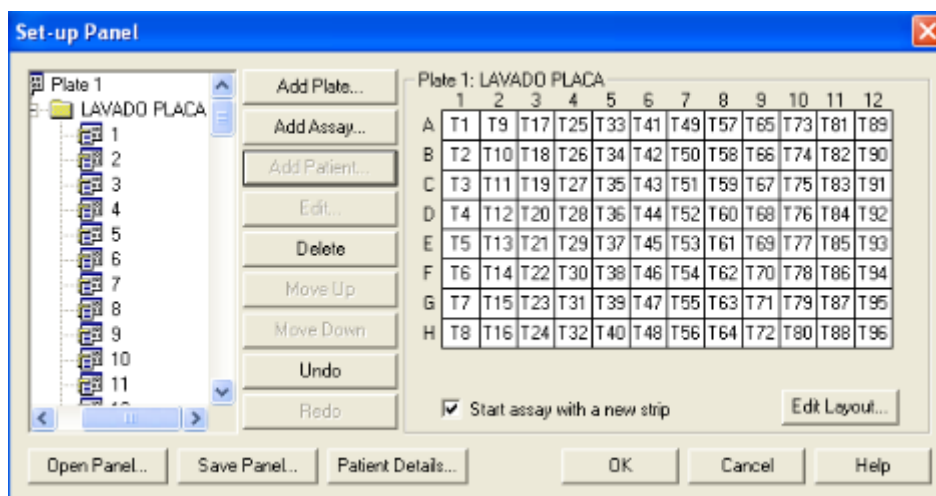 Set-up Panel
Plate 1
LAVADO PLACA
1
2
3
4
5
6
7
8
9
10
11
Add Plate...
Add Assay...
Add Patient...
Edit...
Delete
Move Up
Move Down
Undo
Redo
Plate 1: LAVADO PLACA
1 2 3 4 5 6 7 8 9 10 11 12
A T1 T9 T17 T25 T33 T41 T49 T57 T65 T73 T81 T89
B T2 T10 T18 T26 T34 T42 T50 T58 T66 T74 T82 T90
C T3 T11 T19 T27 T35 T43 T51 T59 T67 T75 T83 T91
D T4 T12 T20 T28 T36 T44 T52 T60 T68 T76 T84 T92
E T5 T13 T21 T29 T37 T45 T53 T61 T69 T77 T85 T93
F T6 T14 T22 T30 T38 T46 T54 T62 T70 T78 T86 T94
G T7 T15 T23 T31 T39 T47 T55 T63 T71 T79 T87 T95
H T8 T16 T24 T32 T40 T48 T56 T64 T72 T80 T88 T96
Start assay with a new strip
Edit Layout...
Open Panel... Save Panel... Patient Details... OK Cancel Help